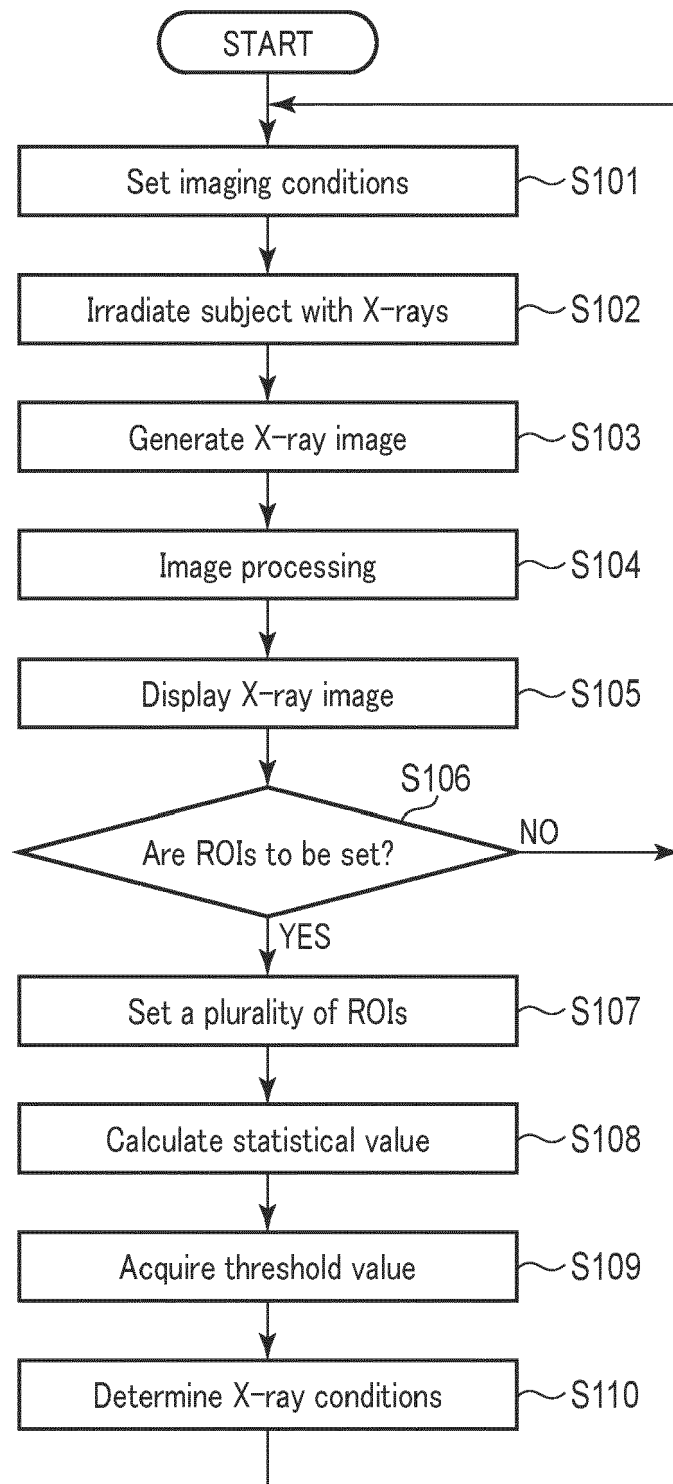 START
Set imaging conditions
S101
Irradiate subject with X-rays
S102
Generate X-ray image
S103
Image processing
S104
Display X-ray image
S105
S106
Are ROIs to be set?
NO
YES
Set a plurality of ROIs
S107
Calculate statistical value
S108
Acquire threshold value
S109
Determine X-ray conditions
S110